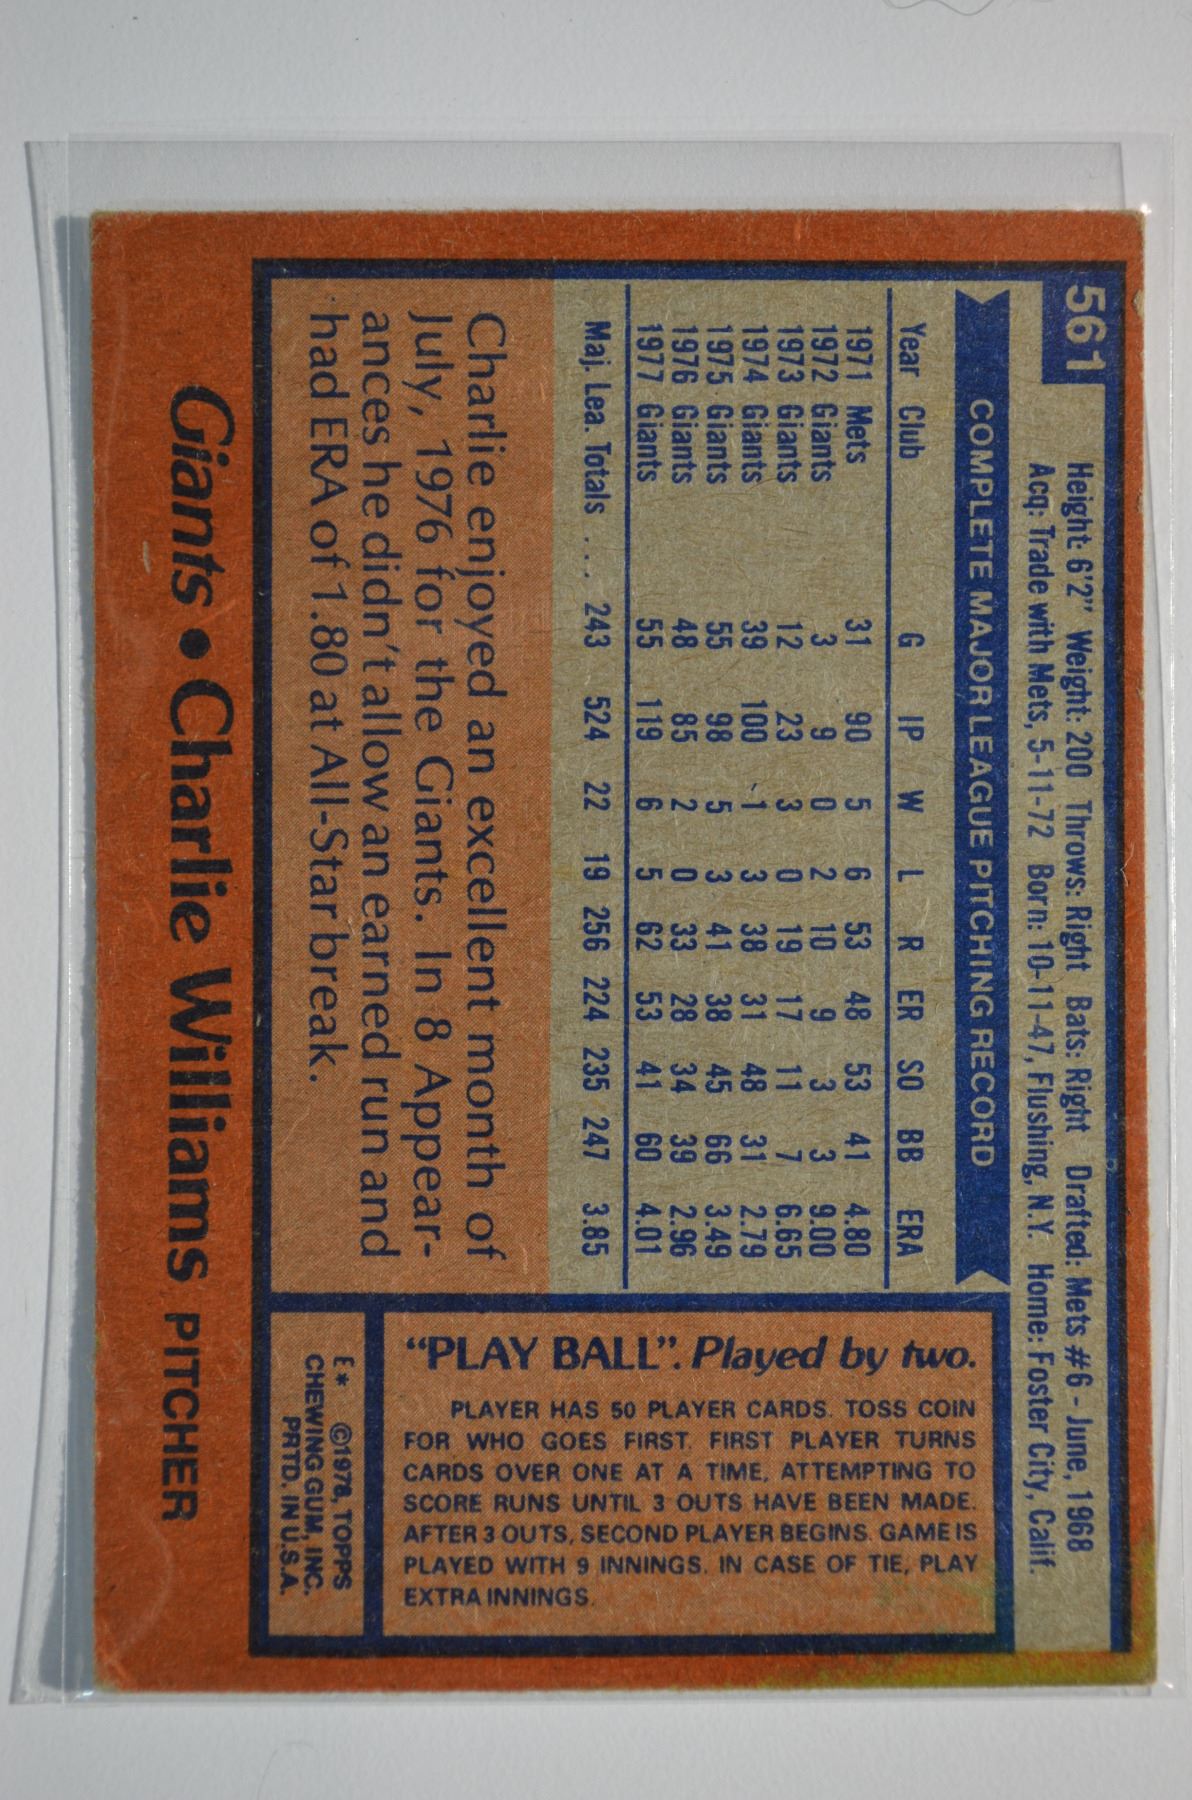 561
Height: 6'2" Weight: 200 Throws: Right Bats: Right Drafted: Mets #6 - June, 1968
Acq: Trade with Mets, 5-11-72 Born: 10-11-47, Flushing, N.Y. Home: Foster City, Calif.
COMPLETE MAJOR LEAGUE PITCHING RECORD
Year Club G IP W L R ER SO BB ERA
1971 Mets 31 90 5 6 53 48 53 41 4.80
1972 Giants 3 9 0 2 10 9 3 3 9.00
1973 Giants 12 23 3 0 19 17 11 7 6.65
1974 Giants 39 100 1 3 38 31 48 31 2.79
1975 Giants 55 98 5 3 41 38 45 66 3.49
1976 Giants 48 85 2 0 33 28 34 39 2.96
1977 Giants 55 119 6 5 62 53 41 60 4.01
Maj. Lea. Totals ... 243 524 22 19 256 224 235 247 3.85
Charlie enjoyed an excellent month of
July, 1976 for the Giants. In 8 Appear-
ances he didn't allow an earned run and
had ERA of 1.80 at All-Star break.
"PLAY BALL". Played by two.
PLAYER HAS 50 PLAYER CARDS. TOSS COIN
FOR WHO GOES FIRST. FIRST PLAYER TURNS
CARDS OVER ONE AT A TIME, ATTEMPTING TO
SCORE RUNS UNTIL 3 OUTS HAVE BEEN MADE.
AFTER 3 OUTS, SECOND PLAYER BEGINS. GAME IS
PLAYED WITH 9 INNINGS. IN CASE OF TIE, PLAY
EXTRA INNINGS.
E* ©1978, TOPPS
CHEWING GUM, INC.
PRTD. IN U.S.A.
Giants • Charlie Williams PITCHER